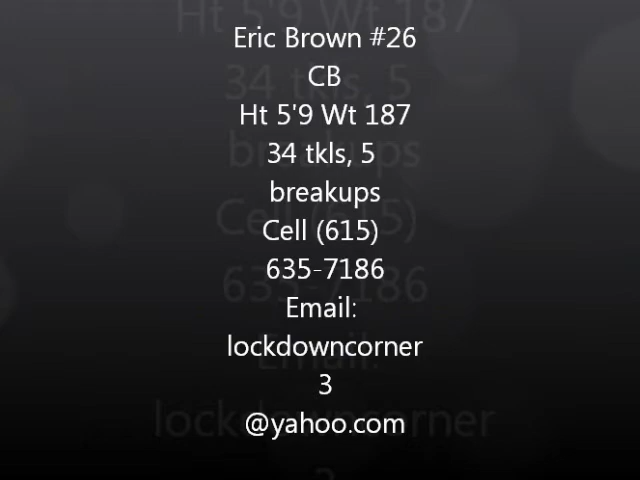 Eric Brown #26
CB
Ht 5'9 Wt 187
34 tkls, 5
breakups
Cell (615)
635-7186
Email:
lockdowncorner
3
@yahoo.com